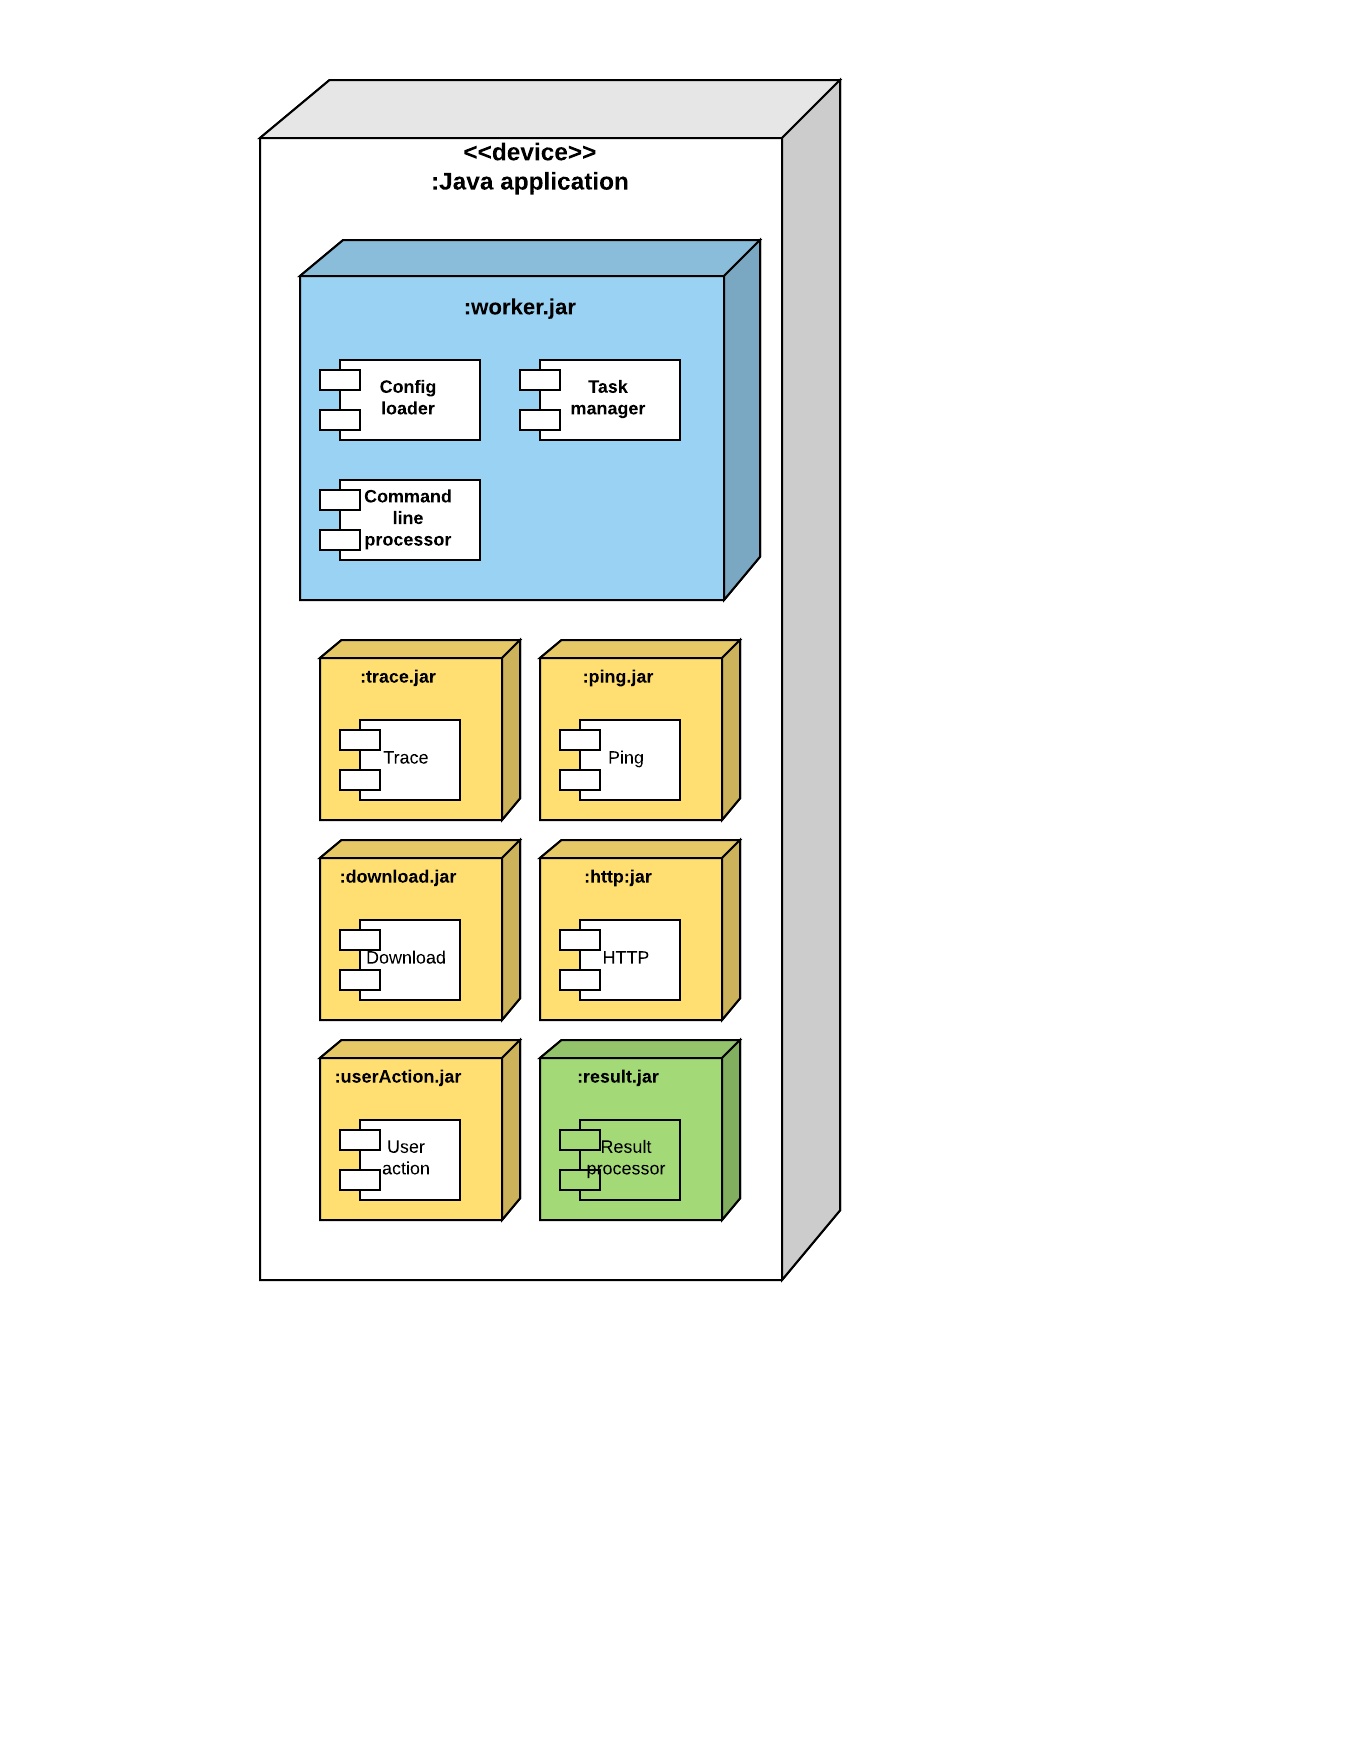 <<device>>
:Java application
:worker.jar
Config
loader
Task
manager
Command
line
processor
:trace.jar
Trace
:ping.jar
Ping
:download.jar
Download
:http:jar
HTTP
:userAction.jar
User
action
:result.jar
Result
processor